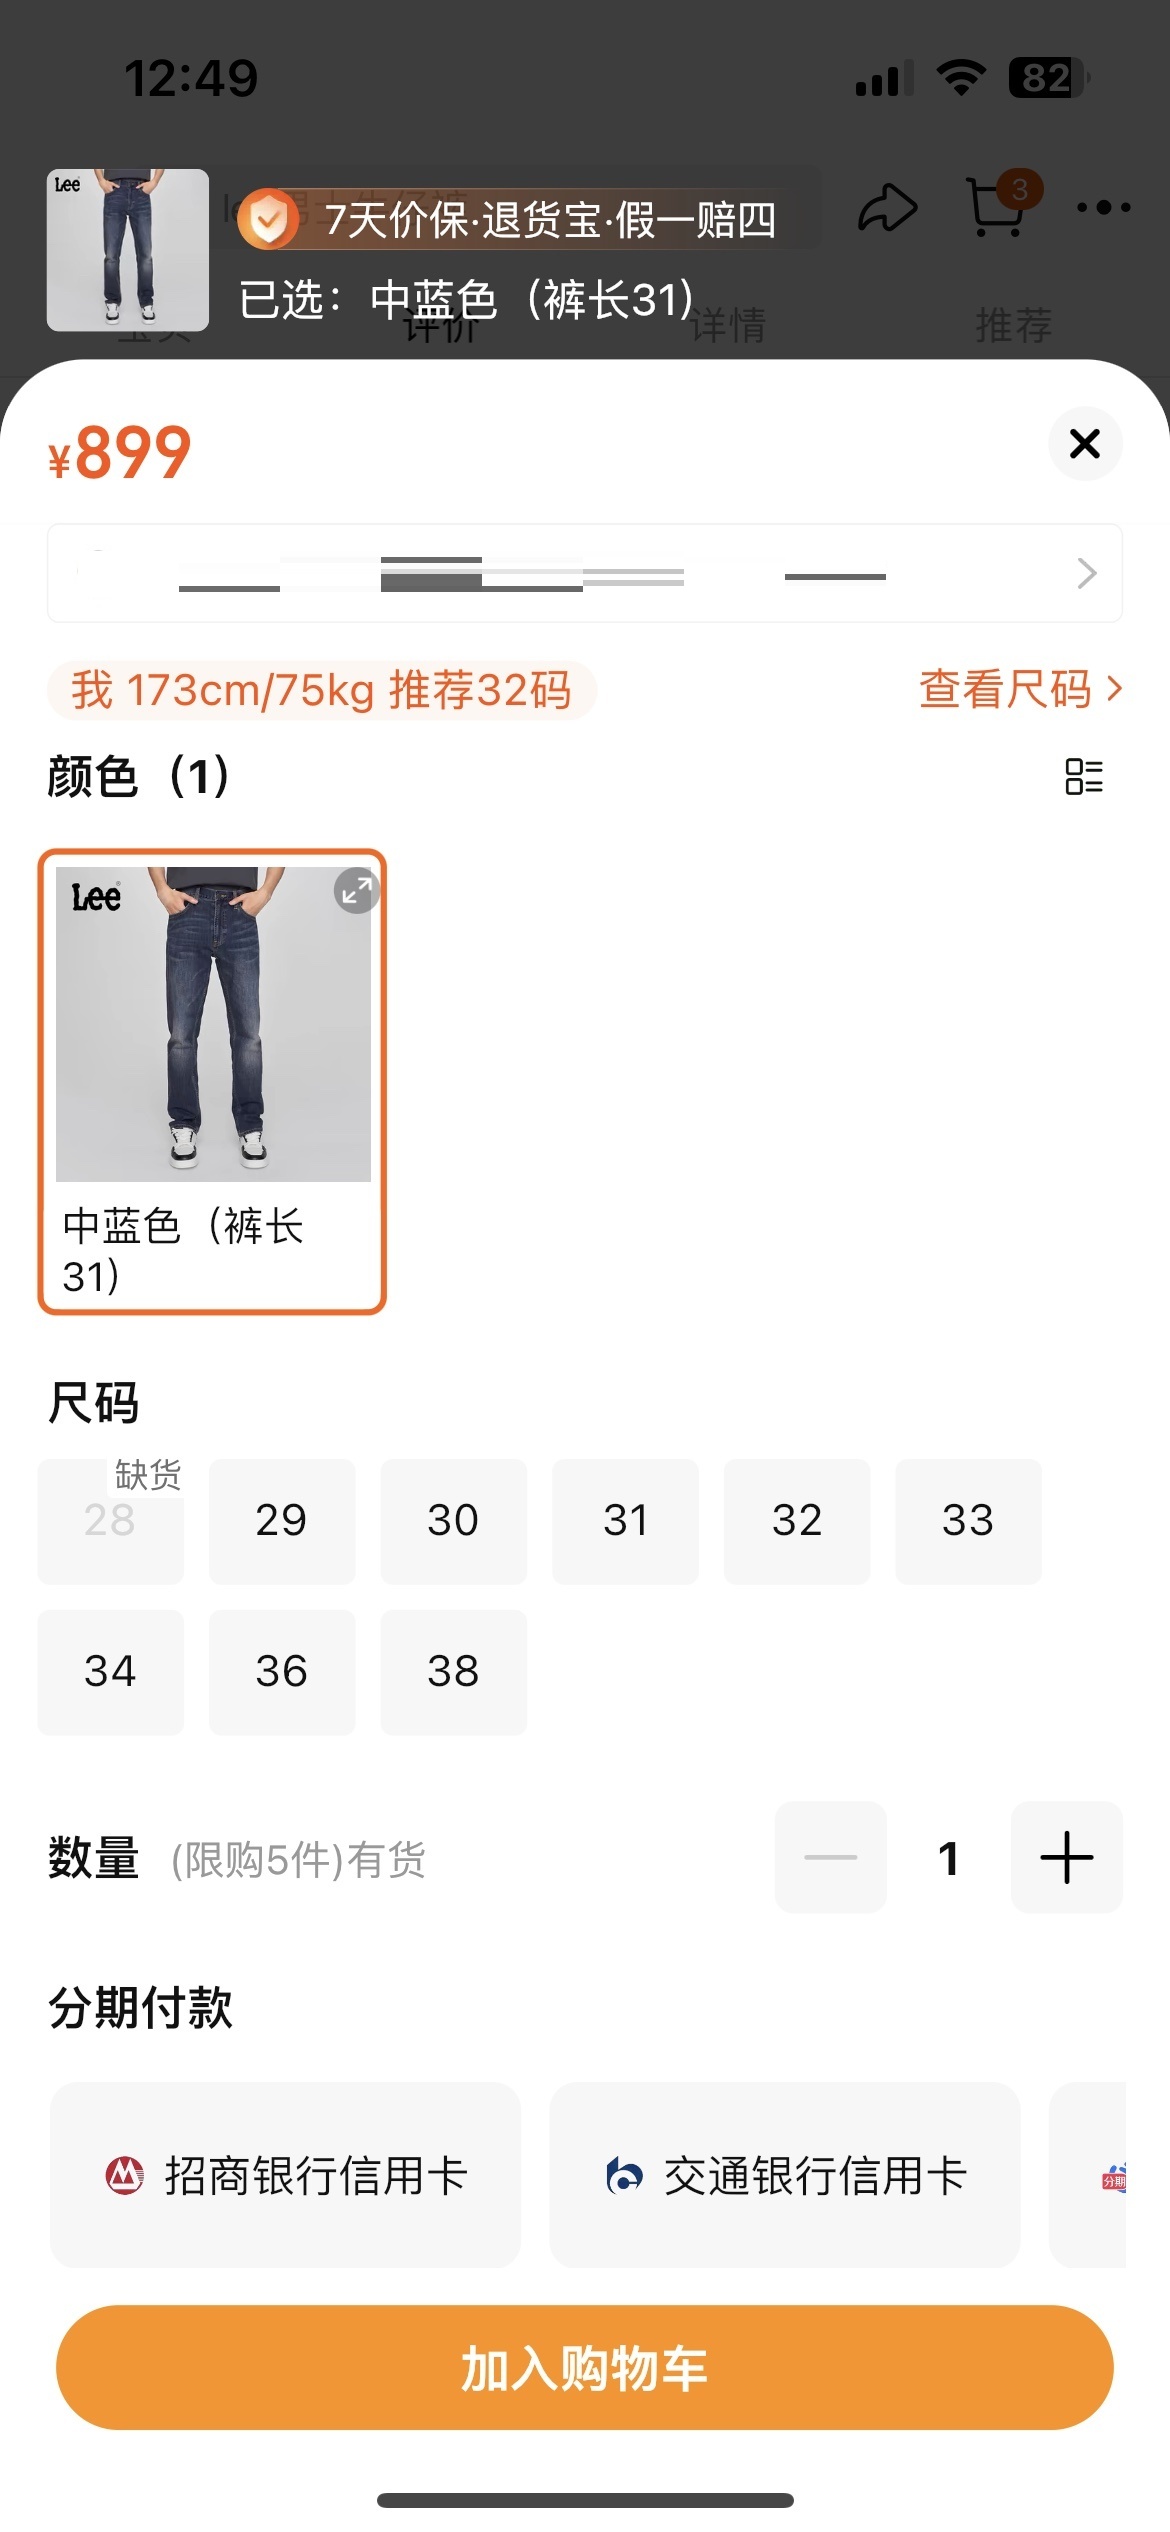 12:49
82
Lee
7天价保·退货宝·假一赔四
3
已选：中蓝色（裤长31）
宝贝
评价
详情
推荐
¥899
我 173cm/75kg 推荐32码
查看尺码
颜色（1）
Lee
中蓝色（裤长
31）
尺码
缺货
28
29
30
31
32
33
34
36
38
数量 (限购5件)有货
1
分期付款
招商银行信用卡
交通银行信用卡
分期
加入购物车